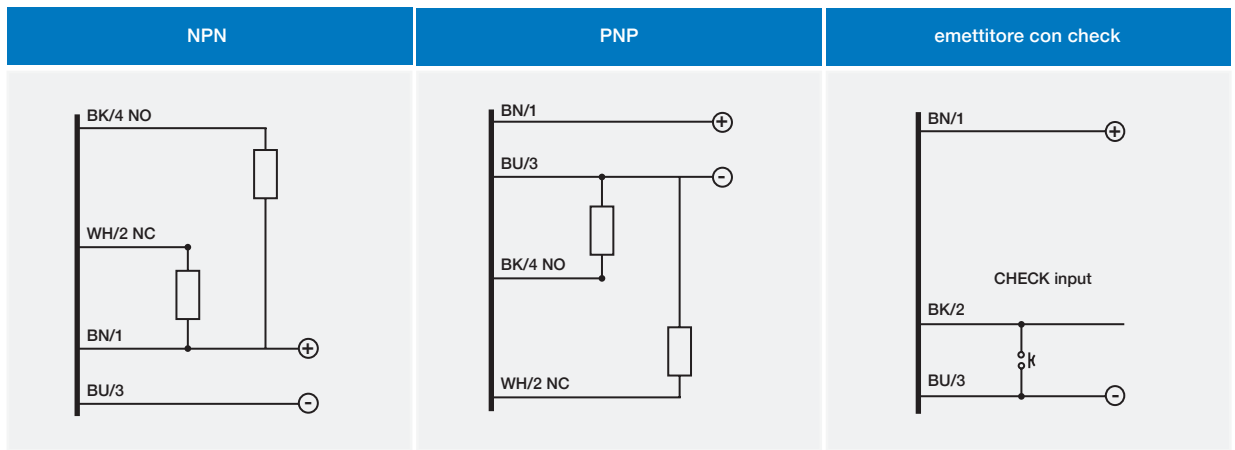 NPN
PNP
emettitore con check
BK/4 NO
WH/2 NC
BN/1
+
BU/3
-
BN/1
+
BU/3
-
BK/4 NO
WH/2 NC
BN/1
+
CHECK input
BK/2
BU/3
-